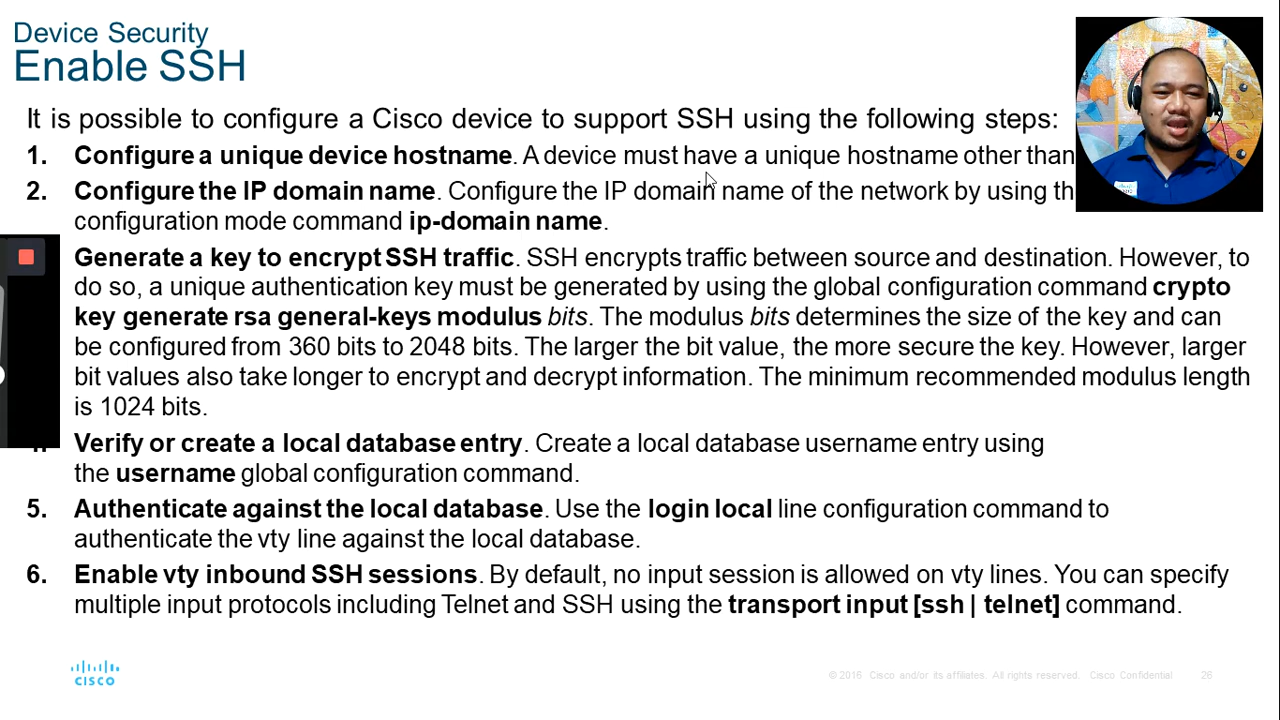 Device Security
Enable SSH
It is possible to configure a Cisco device to support SSH using the following steps:
1. Configure a unique device hostname. A device must have a unique hostname other than
2. Configure the IP domain name. Configure the IP domain name of the network by using th
configuration mode command ip-domain name.
Generate a key to encrypt SSH traffic. SSH encrypts traffic between source and destination. However, to
do so, a unique authentication key must be generated by using the global configuration command crypto
key generate rsa general-keys modulus bits. The modulus bits determines the size of the key and can
be configured from 360 bits to 2048 bits. The larger the bit value, the more secure the key. However, larger
bit values also take longer to encrypt and decrypt information. The minimum recommended modulus length
is 1024 bits.
Verify or create a local database entry. Create a local database username entry using
the username global configuration command.
5. Authenticate against the local database. Use the login local line configuration command to
authenticate the vty line against the local database.
6. Enable vty inbound SSH sessions. By default, no input session is allowed on vty lines. You can specify
multiple input protocols including Telnet and SSH using the transport input [ssh | telnet] command.
CISCO
© 2016 Cisco and/or its affiliates. All rights reserved. Cisco Confidential 26